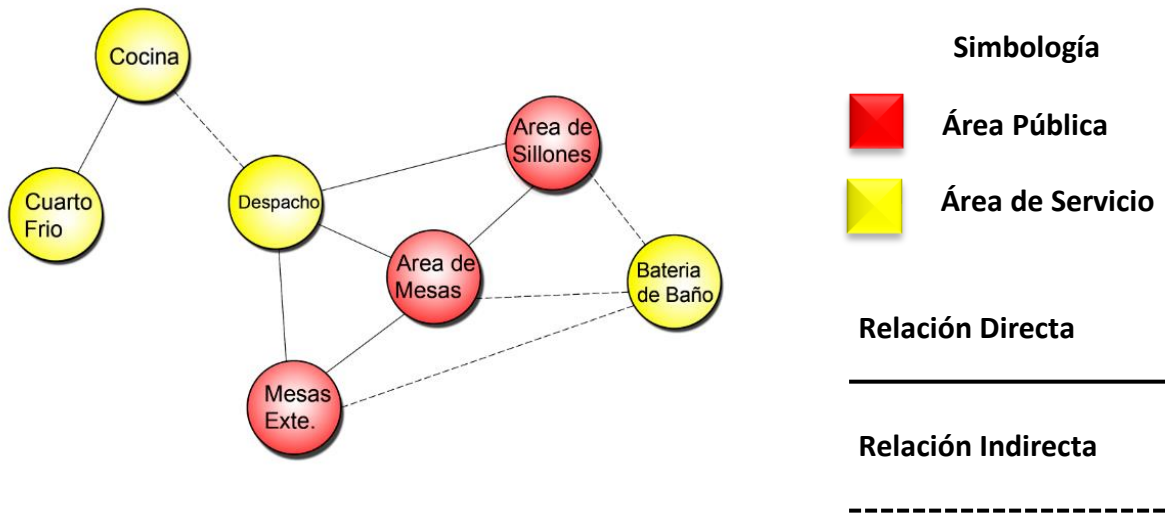 Cocina
Cuarto
Frio
Despacho
Area de
Sillones
Area de
Mesas
Bateria
de Baño
Mesas
Exte.
Simbología
Área Pública
Área de Servicio
Relación Directa
Relación Indirecta